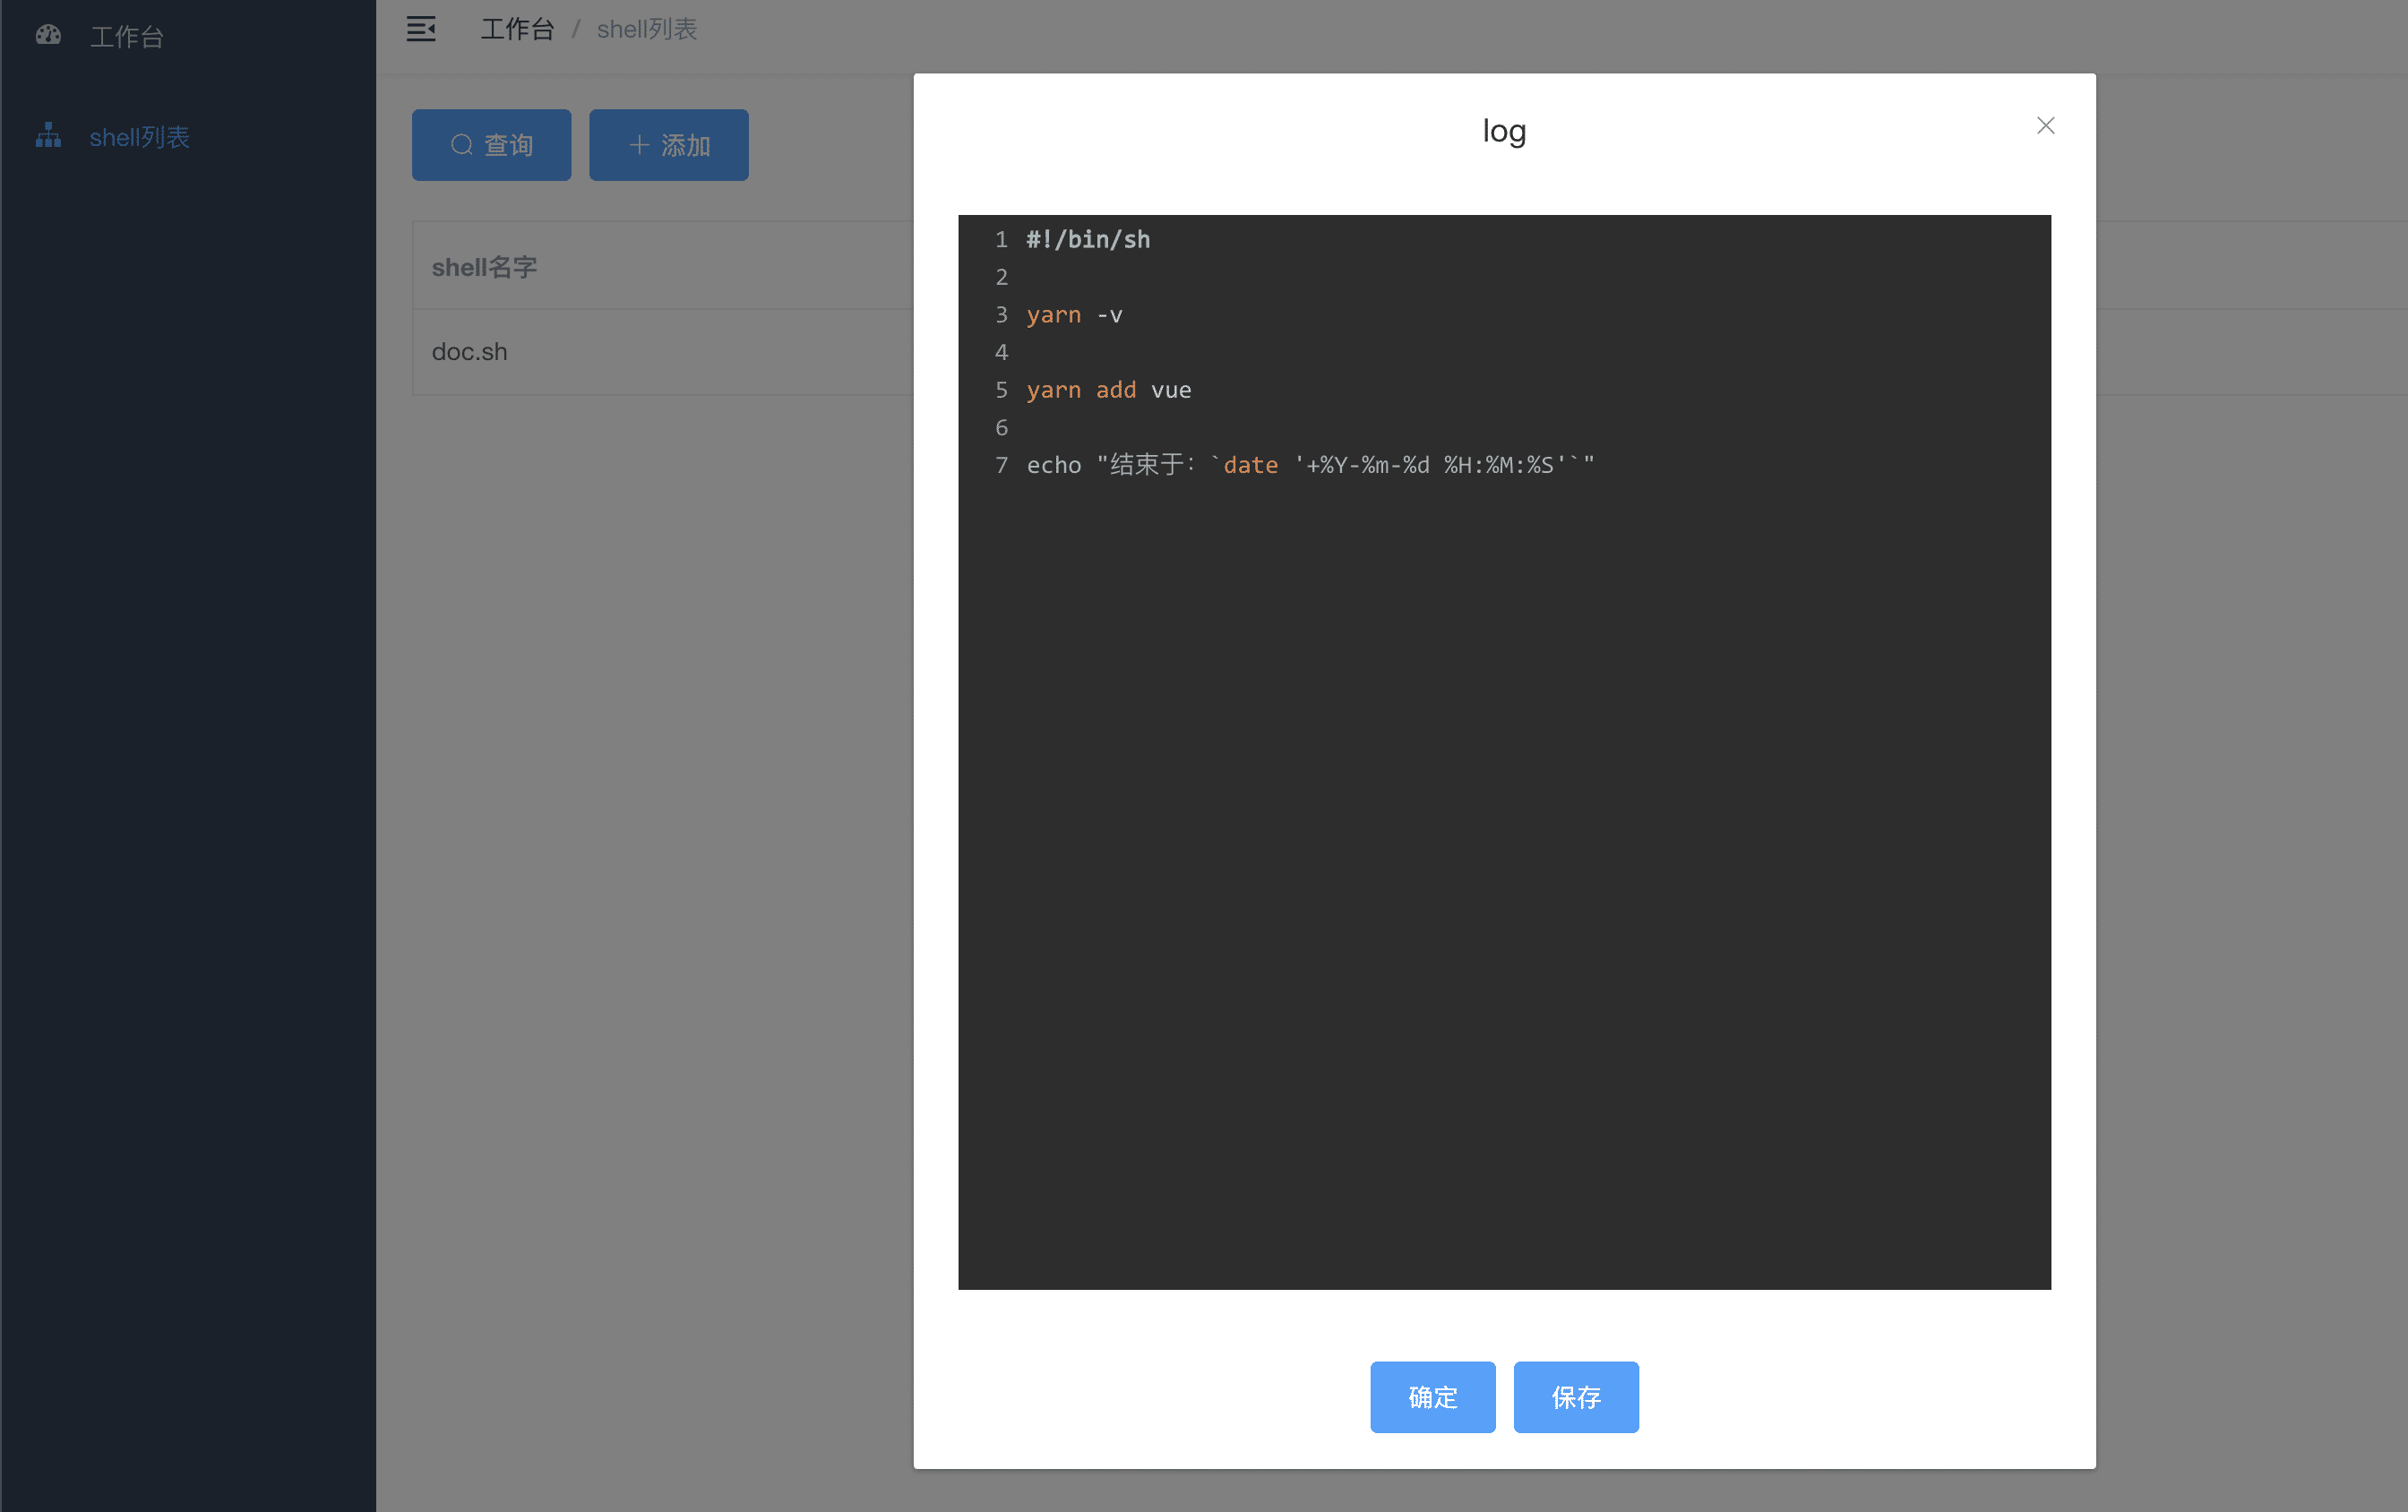 工作台
shell列表
工作台 / shell列表
查询
添加
shell名字
doc.sh
log
1 #!/bin/sh
2
3 yarn -v
4
5 yarn add vue
6
7 echo "结束于: `date '+%Y-%m-%d %H:%M:%S'`"
确定
保存